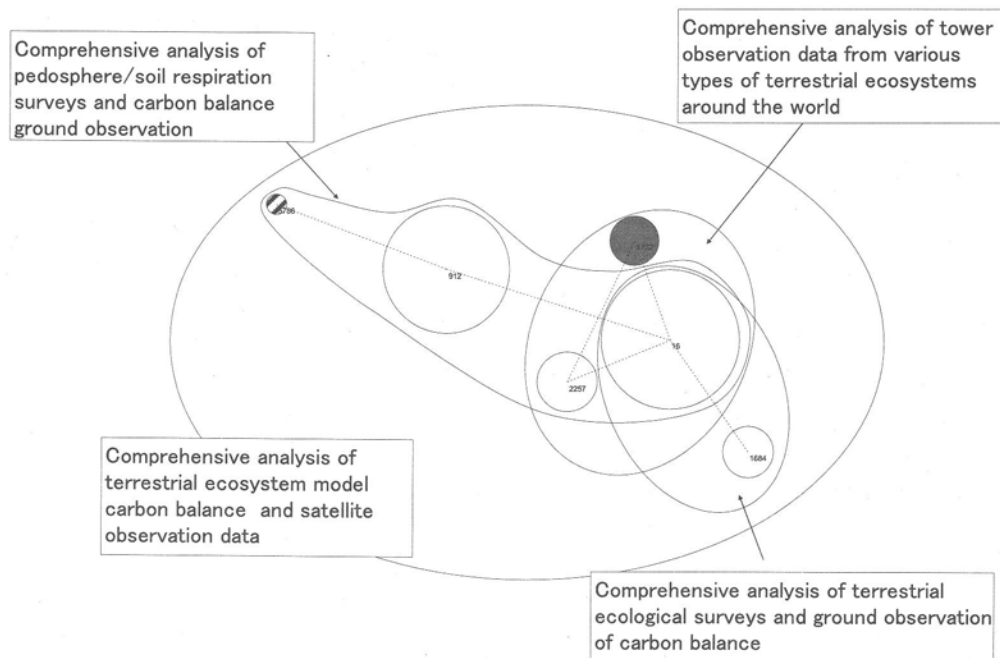 Comprehensive analysis of
pedosphere/soil respiration
surveys and carbon balance
ground observation
Comprehensive analysis of tower
observation data from various
types of terrestrial ecosystems
around the world
912
2257
1684
Comprehensive analysis of
terrestrial ecosystem model
carbon balance and satellite
observation data
Comprehensive analysis of terrestrial
ecological surveys and ground observation
of carbon balance